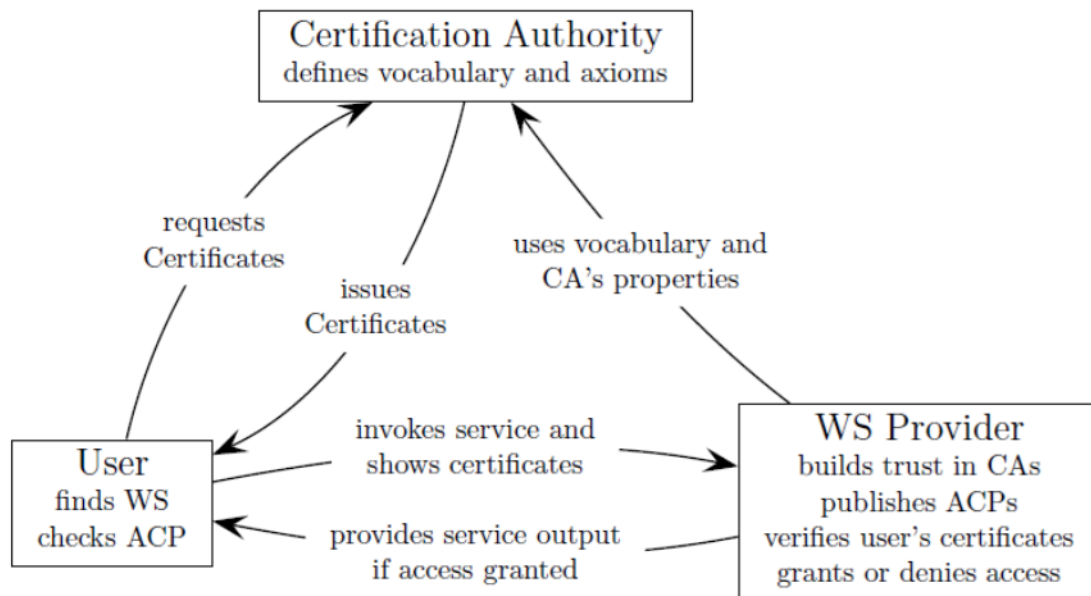 Certification Authority
defines vocabulary and axioms
requests
Certificates
issues
Certificates
uses vocabulary and
CA's properties
User
finds WS
checks ACP
invokes service and
shows certificates
provides service output
if access granted
WS Provider
builds trust in CAs
publishes ACPs
verifies user's certificates
grants or denies access